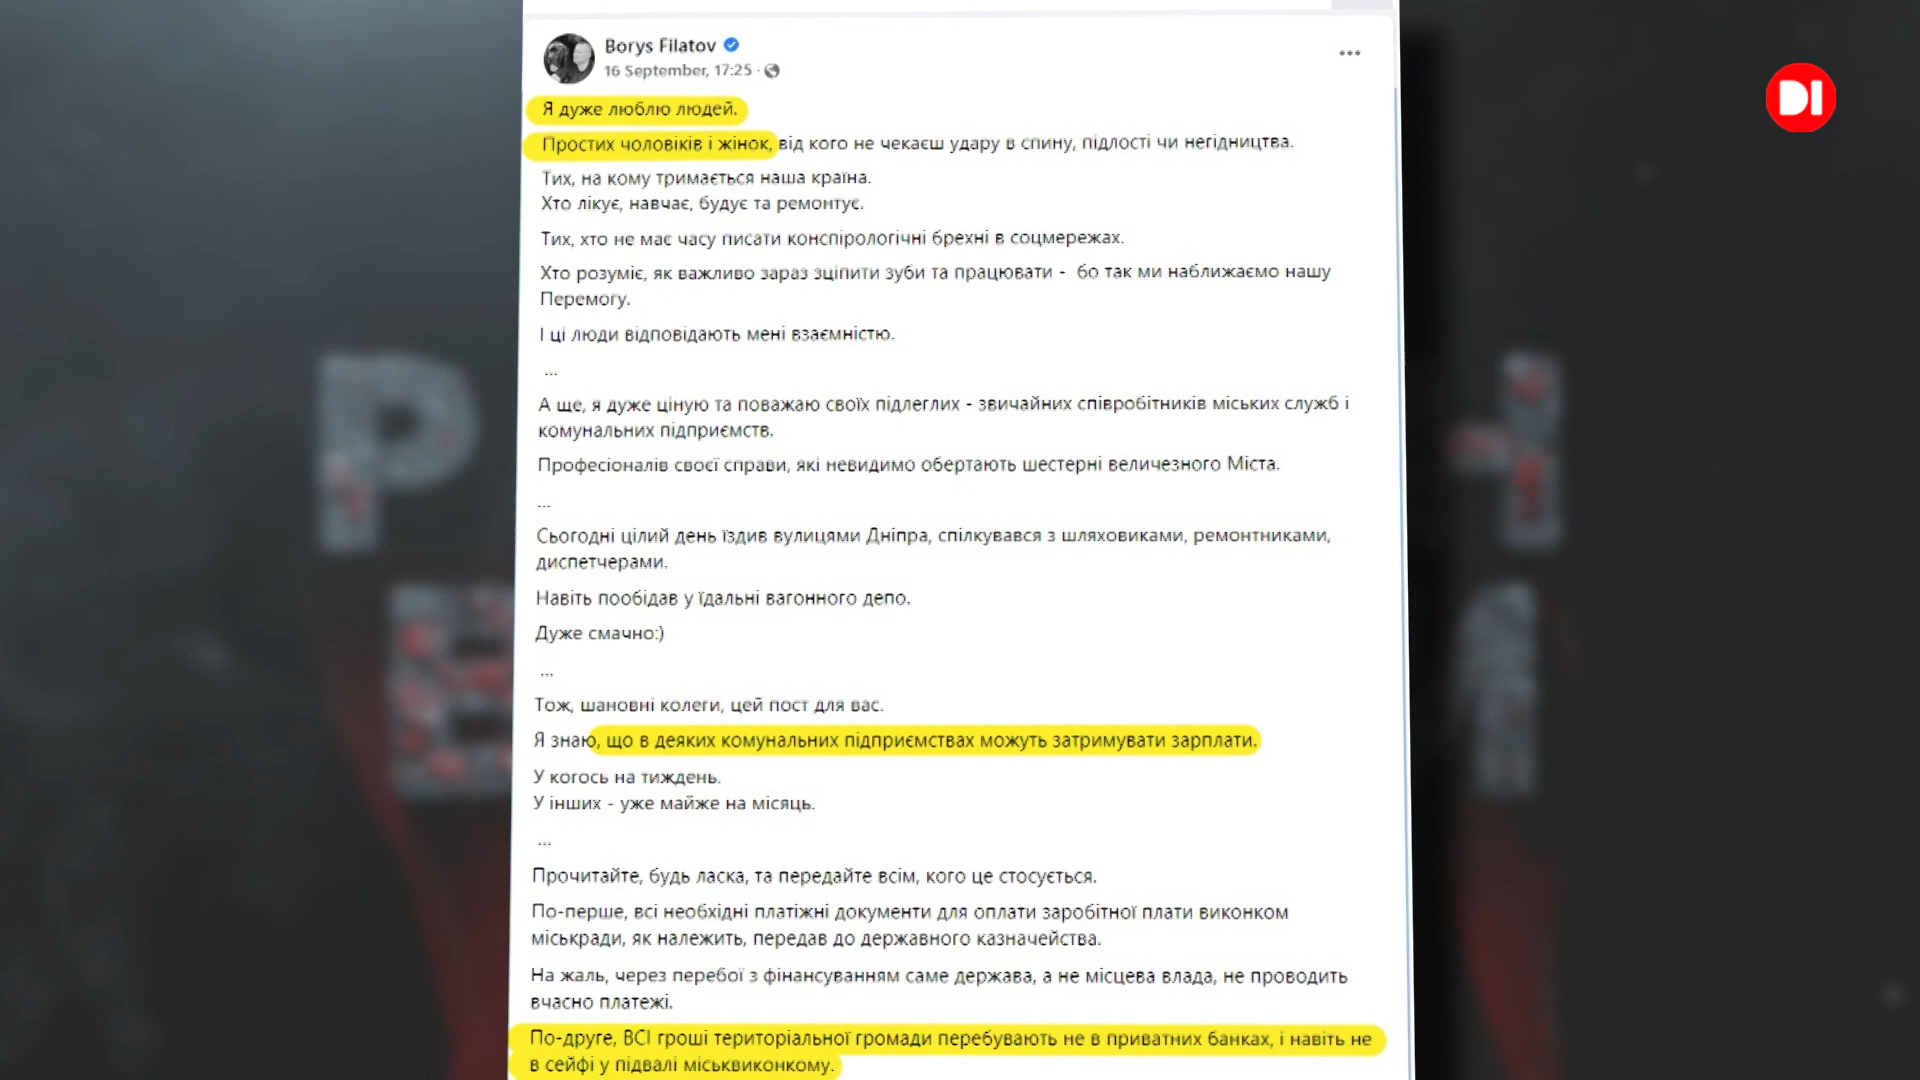 Borys Filatov
16 September, 17:25 ·
DI
Я дуже люблю людей.
Простих чоловіків і жінок, від кого не чекаєш удару в спину, підлості чи негідництва.
Тих, на кому тримається наша країна.
Хто лікує, навчає, будує та ремонтує.
Тих, хто не має часу писати конспірологічні брехні в соцмережах.
Хто розуміє, як важливо зараз зціпити зуби та працювати - бо так ми наближаємо нашу
Перемогу.
І ці люди відповідають мені взаємністю.
...
А ще, я дуже ціную та поважаю своїх підлеглих - звичайних співробітників міських служб і
комунальних підприємств.
Професіоналів своєї справи, які невидимо обертають шестерні величезного Міста.
...
Сьогодні цілий день їздив вулицями Дніпра, спілкувався з шляховиками, ремонтниками,
диспетчерами.
Навіть пообідав у їдальні вагонного депо.
Дуже смачно:)
...
Тож, шановні колеги, цей пост для вас.
Я знаю, що в деяких комунальних підприємствах можуть затримувати зарплати.
У когось на тиждень.
У інших - уже майже на місяць.
...
Прочитайте, будь ласка, та передайте всім, кого це стосується.
По-перше, всі необхідні платіжні документи для оплати заробітної плати виконком
міськради, як належить, передав до державного казначейства.
На жаль, через перебої з фінансуванням саме держава, а не місцева влада, не проводить
вчасно платежі.
По-друге, ВСІ гроші територіальної громади перебувають не в приватних банках, і навіть не
в сейфі у підвалі міськвиконкому.